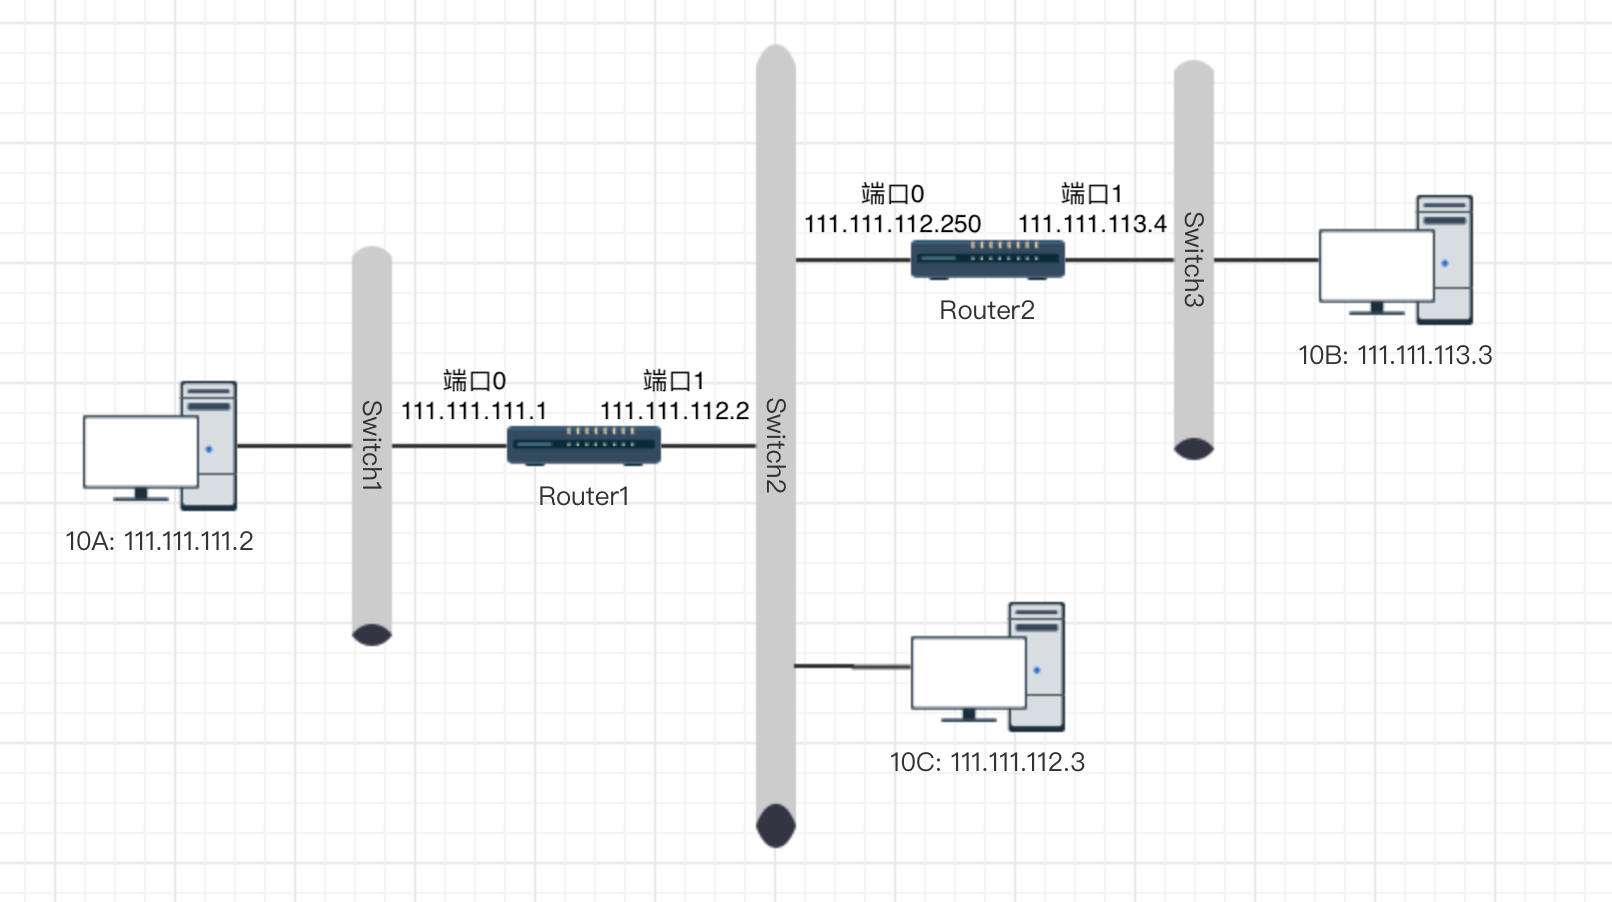 端口0
111.111.112.250
端口1
111.111.113.4
Switch3
Router2
10B: 111.111.113.3
Switch1
端口0
111.111.111.1
端口1
111.111.112.2
Switch2
Router1
10A: 111.111.111.2
10C: 111.111.112.3